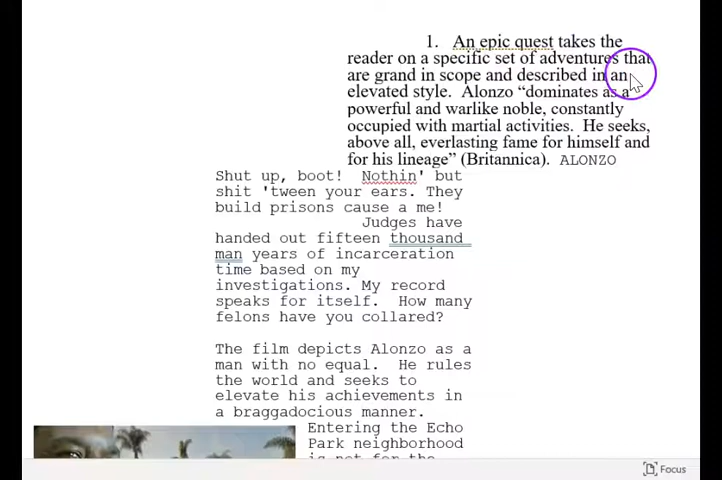 1. An epic quest takes the
reader on a specific set of adventures that
are grand in scope and described in an
elevated style. Alonzo “dominates as a
powerful and warlike noble, constantly
occupied with martial activities. He seeks,
above all, everlasting fame for himself and
for his lineage” (Britannica). ALONZO
Shut up, boot! Nothin' but
shit 'tween your ears. They
build prisons cause a me!
Judges have
handed out fifteen thousand
man years of incarceration
time based on my
investigations. My record
speaks for itself. How many
felons have you collared?
The film depicts Alonzo as a
man with no equal. He rules
the world and seeks to
elevate his achievements in
a braggadocious manner.
Entering the Echo
Park neighborhood
is not for the
Focus